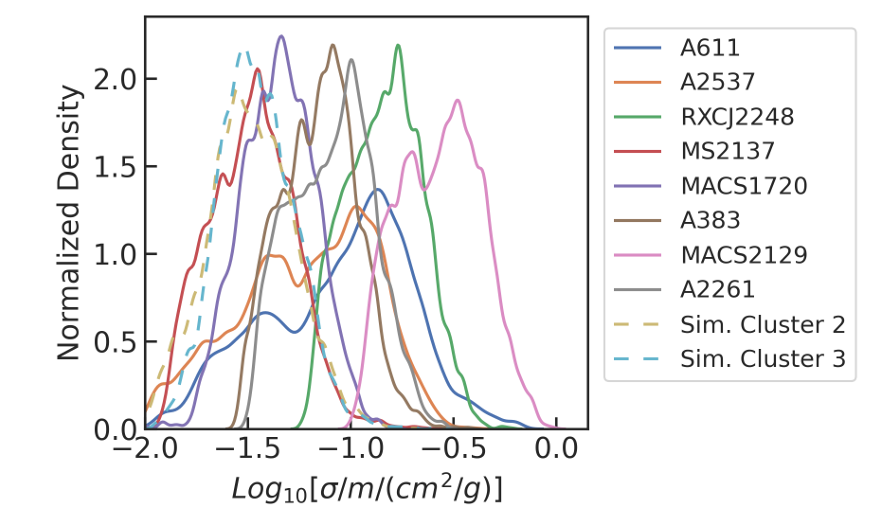 Normalized Density
2.0
1.5
1.0
0.5
0.0
−2.0 −1.5 −1.0 −0.5 0.0
Log₁₀[σ/m/(cm²/g)]
A611
A2537
RXCJ2248
MS2137
MACS1720
A383
MACS2129
A2261
Sim. Cluster 2
Sim. Cluster 3